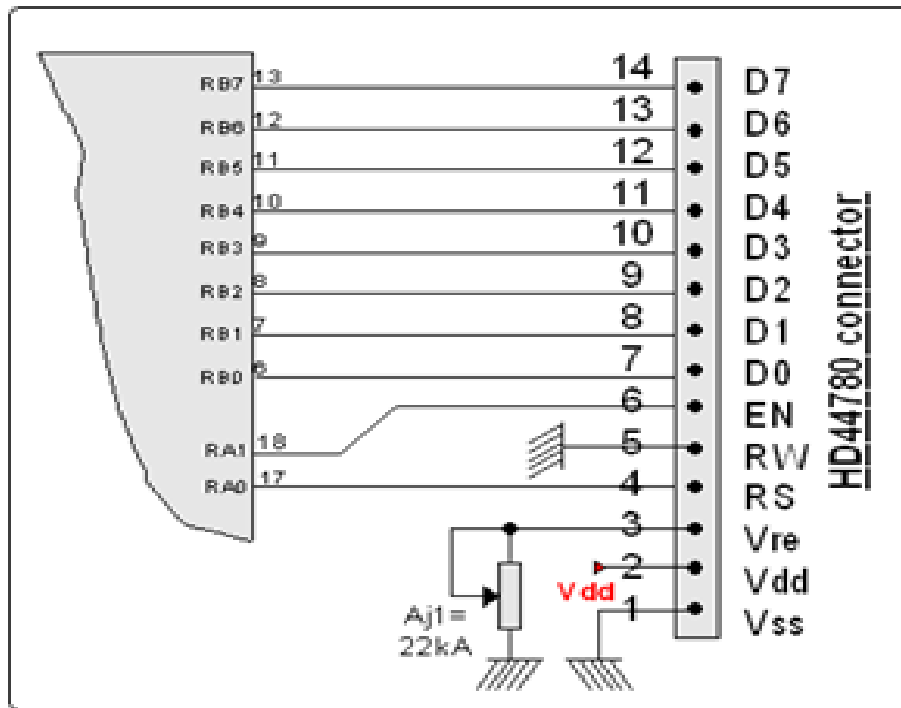 RB7 13 14 D7
RB6 12 13 D6
RB5 11 12 D5
RB4 10 11 D4
RB3 9 10 D3
RB2 8 9 D2
RB1 7 8 D1
RB0 6 7 D0
6 EN
RA1 18 5 RW
RA0 17 4 RS
3 Vre
Vdd 2 Vdd
1 Vss
Aj1=
22kA
HD44780 connector